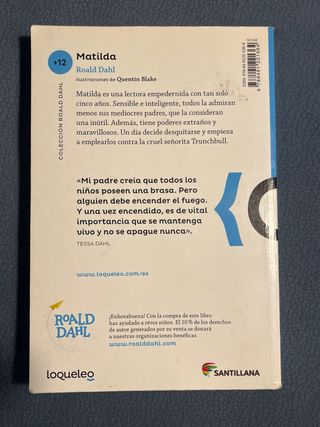 +12
COLECCIÓN ROALD DAHL
Matilda
Roald Dahl
Ilustraciones de Quentin Blake
Matilda es una lectora empedernida con tan solo
cinco años. Sensible e inteligente, todos la admiran
menos sus mediocres padres, que la consideran
una inútil. Además, tiene poderes extraños y
maravillosos. Un día decide desquitarse y empieza
a emplearlos contra la cruel señorita Trunchbull.
«Mi padre creía que todos los
niños poseen una brasa. Pero
alguien debe encender el fuego.
Y una vez encendido, es de vital
importancia que se mantenga
vivo y no se apague nunca».
TESSA DAHL
www.loqueleo.com/es
ROALD
DAHL
¡Enhorabuena! Con la compra de este libro
has ayudado a otros niños. El 10 % de los derechos
de autor generados por su venta se donará
a nuestras organizaciones benéficas.
www.roalddahl.com
loqueleo
SANTILLANA